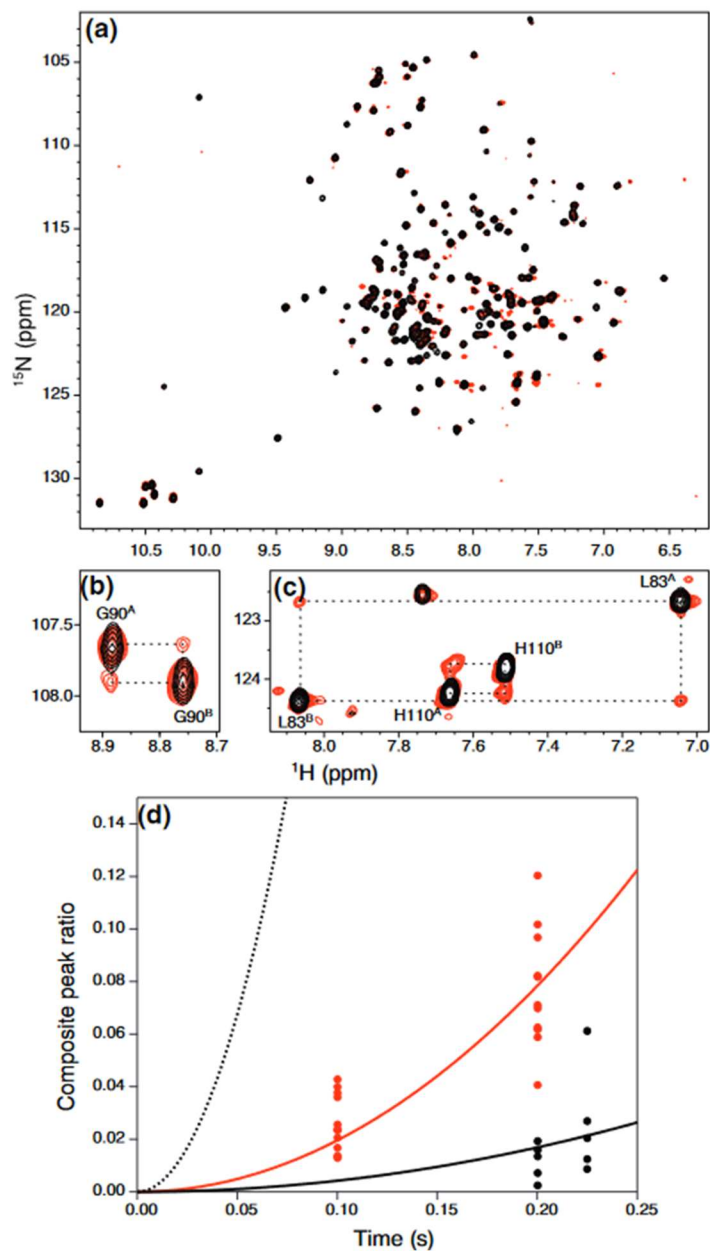 (a)
105
110
115
120
125
130
15N (ppm)
10.5 10.0 9.5 9.0 8.5 8.0 7.5 7.0 6.5
(b)
G90A
107.5
108.0
G90B
8.9 8.8 8.7
(c)
L83A
123
H110B
124
L83B
H110A
8.0 7.8 7.6 7.4 7.2 7.0
1H (ppm)
(d)
0.14
0.12
0.10
0.08
0.06
0.04
0.02
0.00
Composite peak ratio
0.00 0.05 0.10 0.15 0.20 0.25
Time (s)